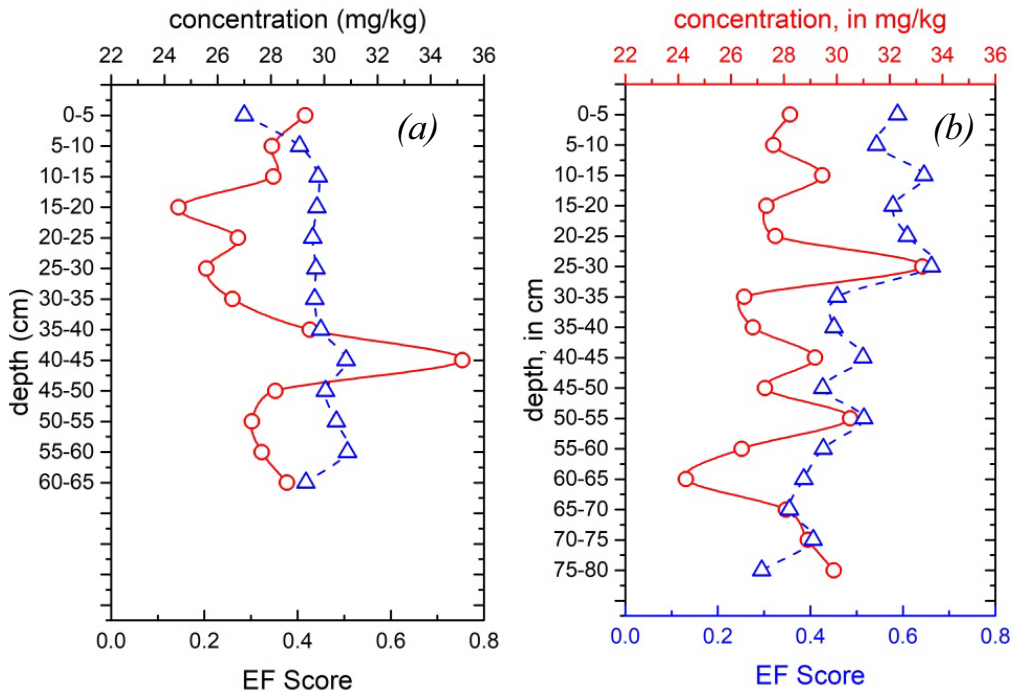 concentration (mg/kg)
22 24 26 28 30 32 34 36
(a)
depth (cm)
0-5
5-10
10-15
15-20
20-25
25-30
30-35
35-40
40-45
45-50
50-55
55-60
60-65
0.0 0.2 0.4 0.6 0.8
EF Score
concentration, in mg/kg
22 24 26 28 30 32 34 36
(b)
depth, in cm
0-5
5-10
10-15
15-20
20-25
25-30
30-35
35-40
40-45
45-50
50-55
55-60
60-65
65-70
70-75
75-80
0.0 0.2 0.4 0.6 0.8
EF Score